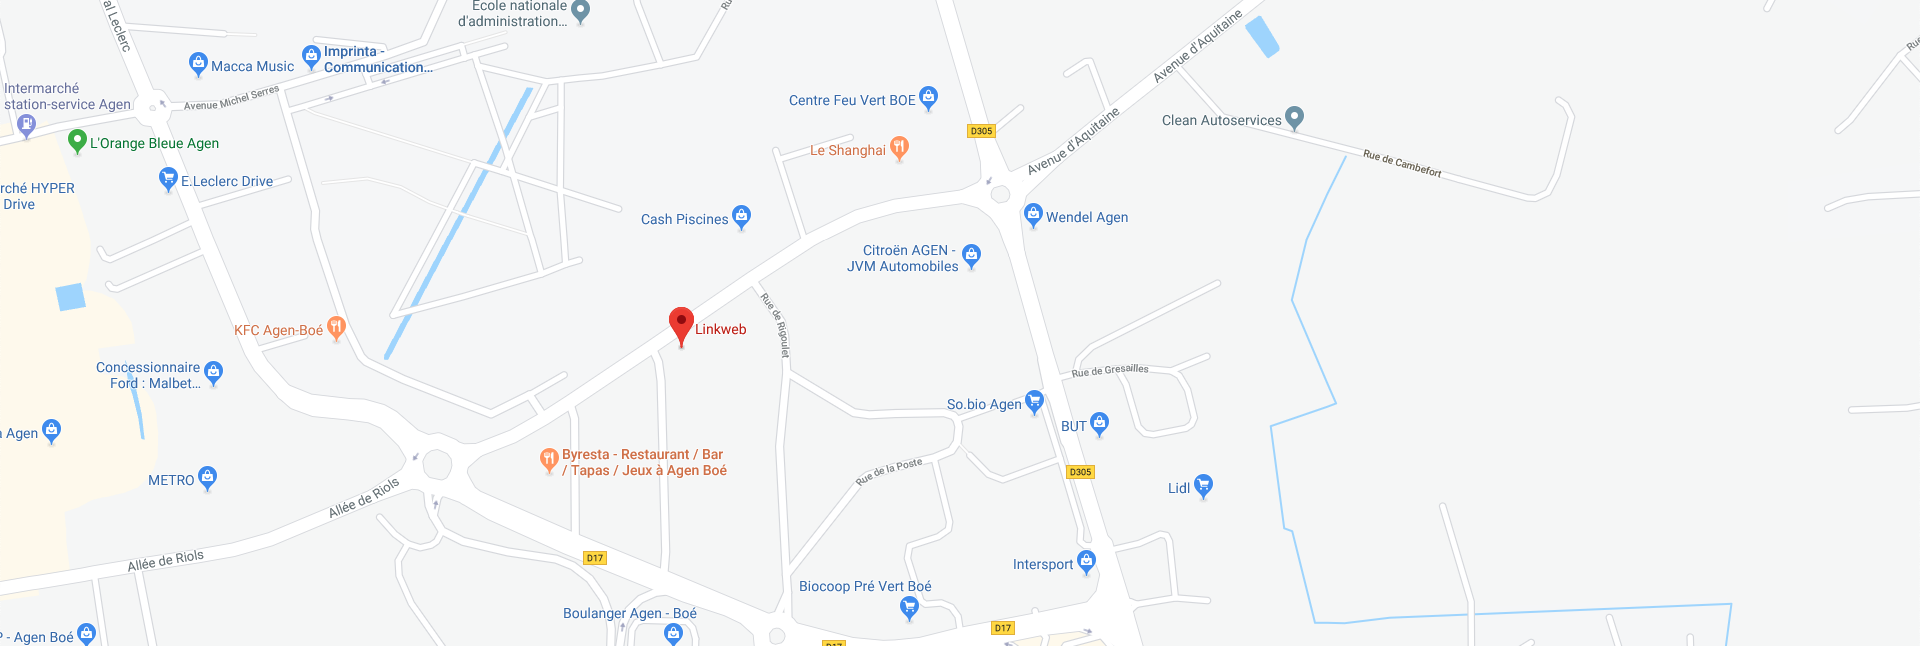 al Leclerc
Ecole nationale
d'administration...
Imprinta -
Communication...
Macca Music
Avenue Michel Serres
Intermarché
station-service Agen
L'Orange Bleue Agen
E.Leclerc Drive
rché HYPER
Drive
Avenue d'Aquitaine
Centre Feu Vert BOE
D305
Avenue d'Aquitaine
Le Shanghai
Clean Autoservices
Rue de Cambefort
Cash Piscines
Wendel Agen
Citroën AGEN -
JVM Automobiles
KFC Agen-Boé
Linkweb
Rue de Rigoulet
Concessionnaire
Ford : Malbet...
Rue de Gresailles
So.bio Agen
BUT
a Agen
Byresta - Restaurant / Bar
/ Tapas / Jeux à Agen Boé
METRO
Rue de la Poste
D305
Lidl
Allée de Riols
Allée de Riols
D17
Intersport
Biocoop Pré Vert Boé
Boulanger Agen - Boé
P - Agen Boé
D17
D17